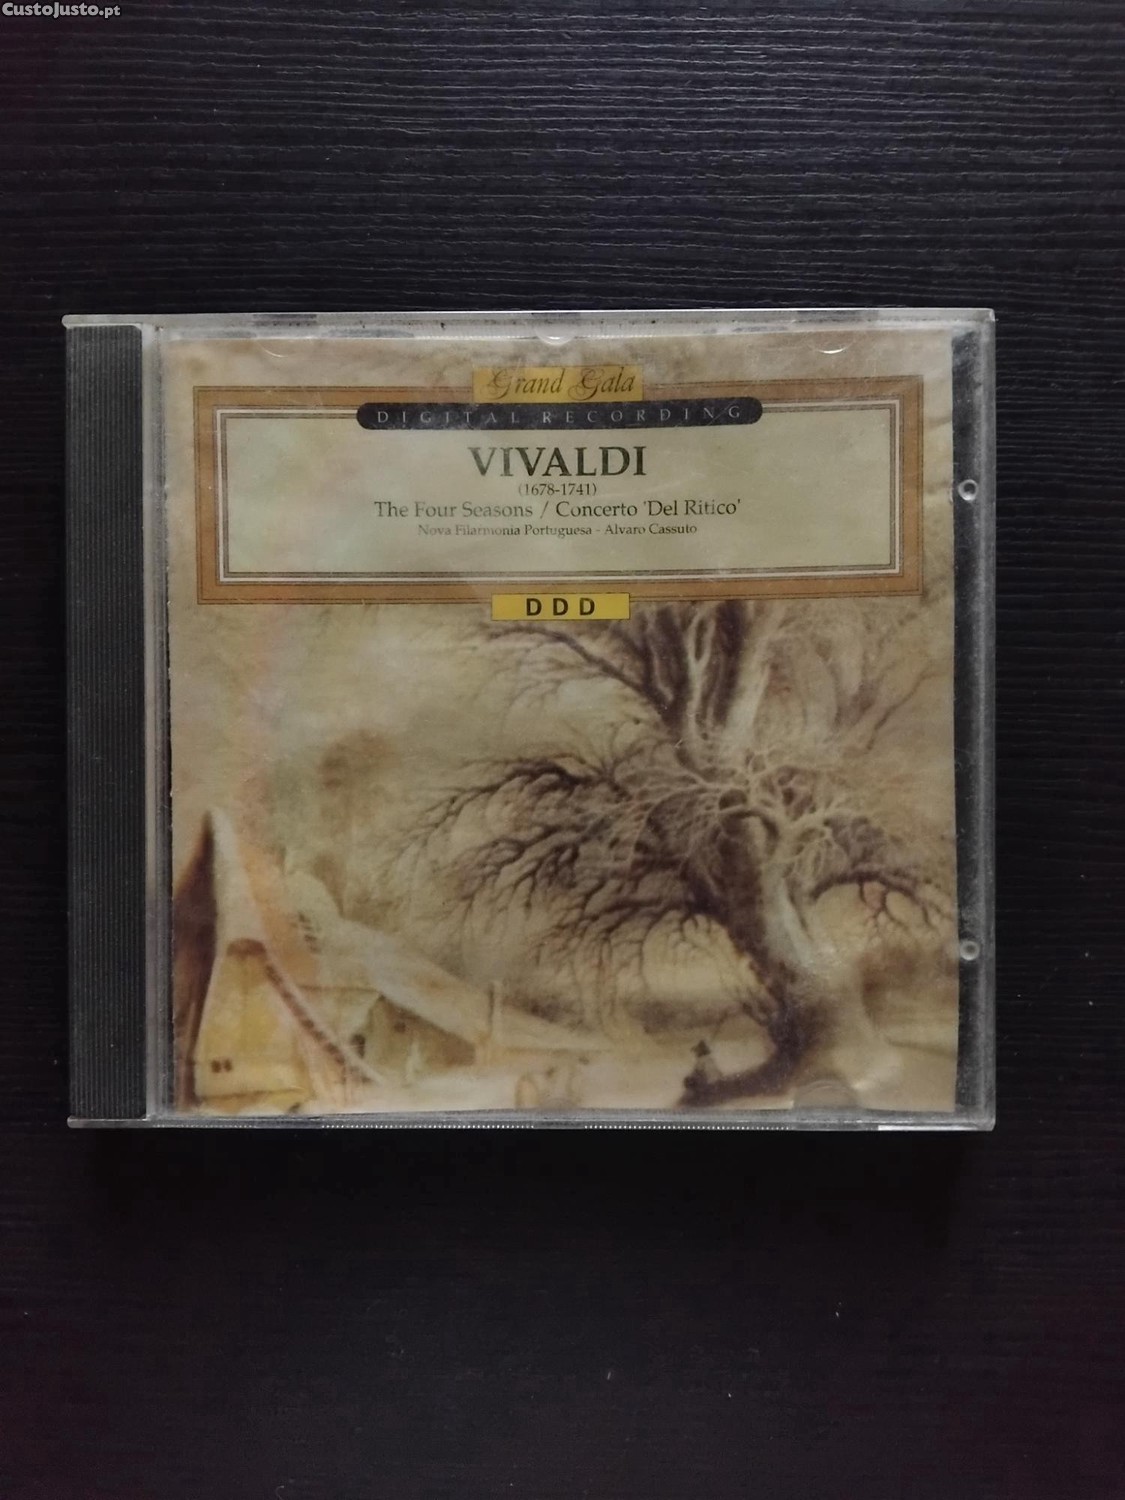 CustoJusto.pt
Grand Gala
DIGITAL RECORDING
VIVALDI
(1678-1741)
The Four Seasons / Concerto 'Del Ritico'
Nova Filarmonia Portuguesa - Alvaro Cassuto
DDD